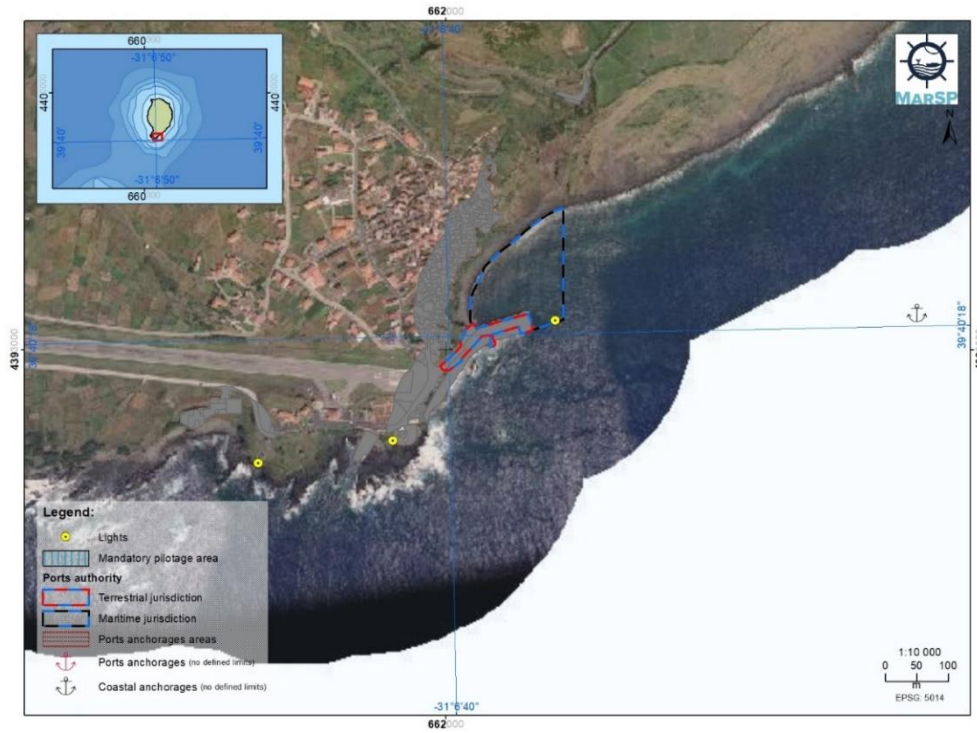 662000
-31°6'40"
660000
-31°6'50"
440000
440000
39°40'
39°40'
-31°6'50"
660000
MarSP
N
39°40'18"
439000
39°40'18"
Legend:
Lights
Mandatory pilotage area
Ports authority
Terrestrial jurisdiction
Maritime jurisdiction
Ports anchorages areas
Ports anchorages (no defined limits)
Coastal anchorages (no defined limits)
1:10 000
0 50 100
m
EPSG: 5014
-31°6'40"
662000